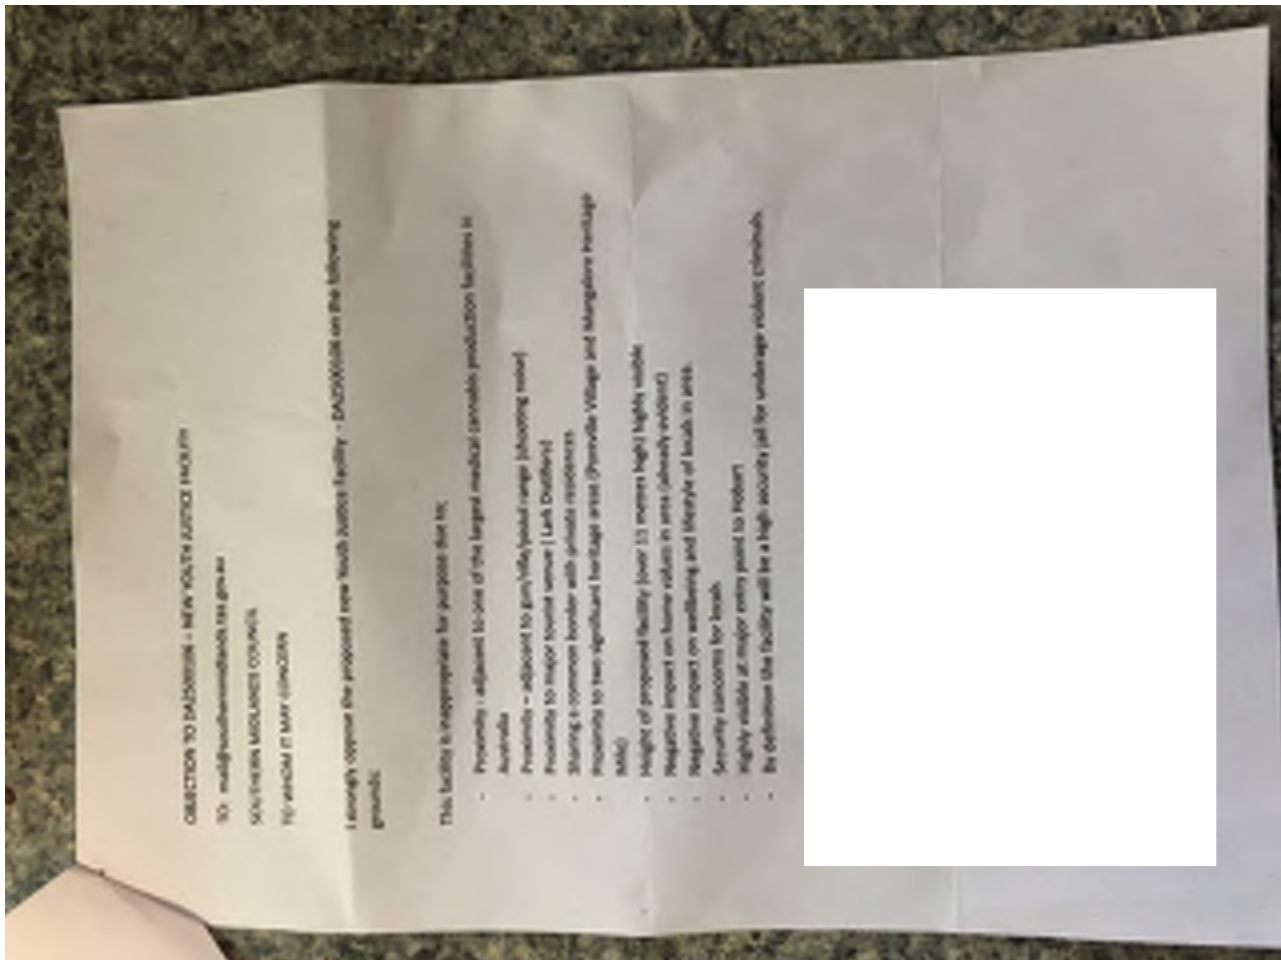 OBJECTION TO DA2500106 – NEW YOUTH JUSTICE FACILITY
TO: mail@southernmidlands.tas.gov.au
SOUTHERN MIDLANDS COUNCIL
TO WHOM IT MAY CONCERN
I strongly oppose the proposed new Youth Justice Facility - DA2500106 on the following
grounds:
This facility is inappropriate for purpose due to;
- Proximity - adjacent to one of the largest medical cannabis production facilities in
Australia
- Proximity – adjacent to gun/rifle/pistol range (shooting noise)
- Proximity to major tourist venue ( Lark Distillery)
- Sharing a common border with private residences.
- Proximity to two significant heritage areas (Pontville Village and Mangalore Heritage
Mile)
- Height of proposed facility (over 11 metres high) highly visible
- Negative impact on home values in area (already evident)
- Negative impact on wellbeing and lifestyle of locals in area.
- Security concerns for locals.
- Highly visible at major entry point to Hobart
- By definition the facility will be a high security jail for underage violent criminals.